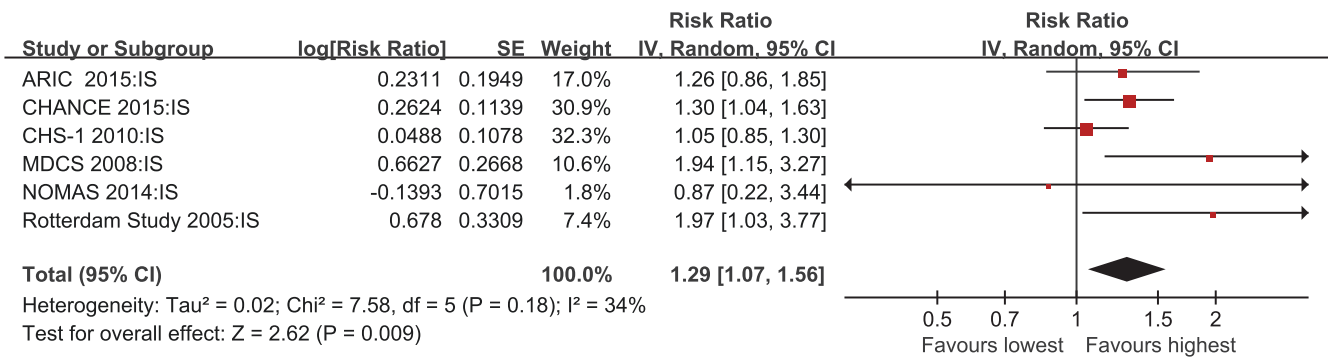 Risk Ratio Risk Ratio
Study or Subgroup log[Risk Ratio] SE Weight IV, Random, 95% CI IV, Random, 95% CI
ARIC 2015:IS 0.2311 0.1949 17.0% 1.26 [0.86, 1.85]
CHANCE 2015:IS 0.2624 0.1139 30.9% 1.30 [1.04, 1.63]
CHS-1 2010:IS 0.0488 0.1078 32.3% 1.05 [0.85, 1.30]
MDCS 2008:IS 0.6627 0.2668 10.6% 1.94 [1.15, 3.27]
NOMAS 2014:IS -0.1393 0.7015 1.8% 0.87 [0.22, 3.44]
Rotterdam Study 2005:IS 0.678 0.3309 7.4% 1.97 [1.03, 3.77]
Total (95% CI) 100.0% 1.29 [1.07, 1.56]
Heterogeneity: Tau² = 0.02; Chi² = 7.58, df = 5 (P = 0.18); I² = 34%
Test for overall effect: Z = 2.62 (P = 0.009)
0.5 0.7 1 1.5 2
Favours lowest Favours highest